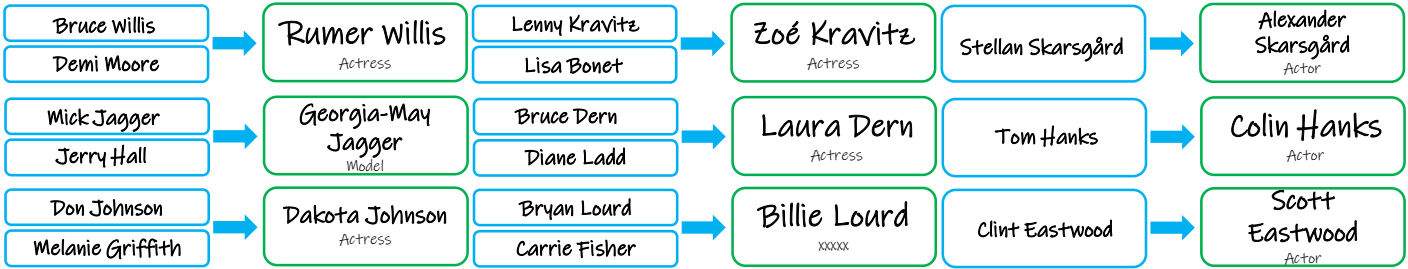 Bruce Willis
Demi Moore
Rumer Willis
Actress
Lenny Kravitz
Lisa Bonet
Zoé Kravitz
Actress
Stellan Skarsgård
Alexander
Skarsgård
Actor
Mick Jagger
Jerry Hall
Georgia-May
Jagger
Model
Bruce Dern
Diane Ladd
Laura Dern
Actress
Tom Hanks
Colin Hanks
Actor
Don Johnson
Melanie Griffith
Dakota Johnson
Actress
Bryan Lourd
Carrie Fisher
Billie Lourd
xxxxx
Clint Eastwood
Scott
Eastwood
Actor